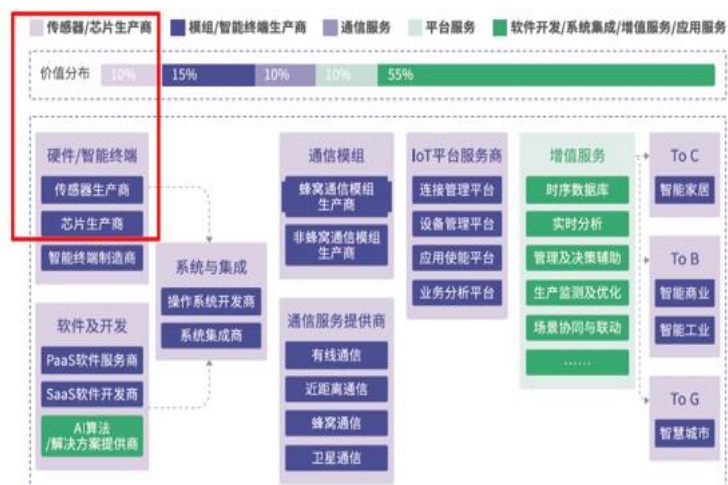 传感器/芯片生产商
模组/智能终端生产商
通信服务
平台服务
软件开发/系统集成/增值服务/应用服务
价值分布
10%
15%
10%
10%
55%
硬件/智能终端
传感器生产商
芯片生产商
智能终端制造商
软件及开发
PaaS软件服务商
SaaS软件开发商
AI算法
/解决方案提供商
系统与集成
操作系统开发商
系统集成商
通信模组
蜂窝通信模组
生产商
非蜂窝通信模组
生产商
通信服务提供商
有线通信
近距离通信
蜂窝通信
卫星通信
IoT平台服务商
连接管理平台
设备管理平台
应用使能平台
业务分析平台
增值服务
时序数据库
实时分析
管理及决策辅助
生产监测及优化
场景协同与联动
……
To C
智能家居
To B
智能商业
智能工业
To G
智慧城市